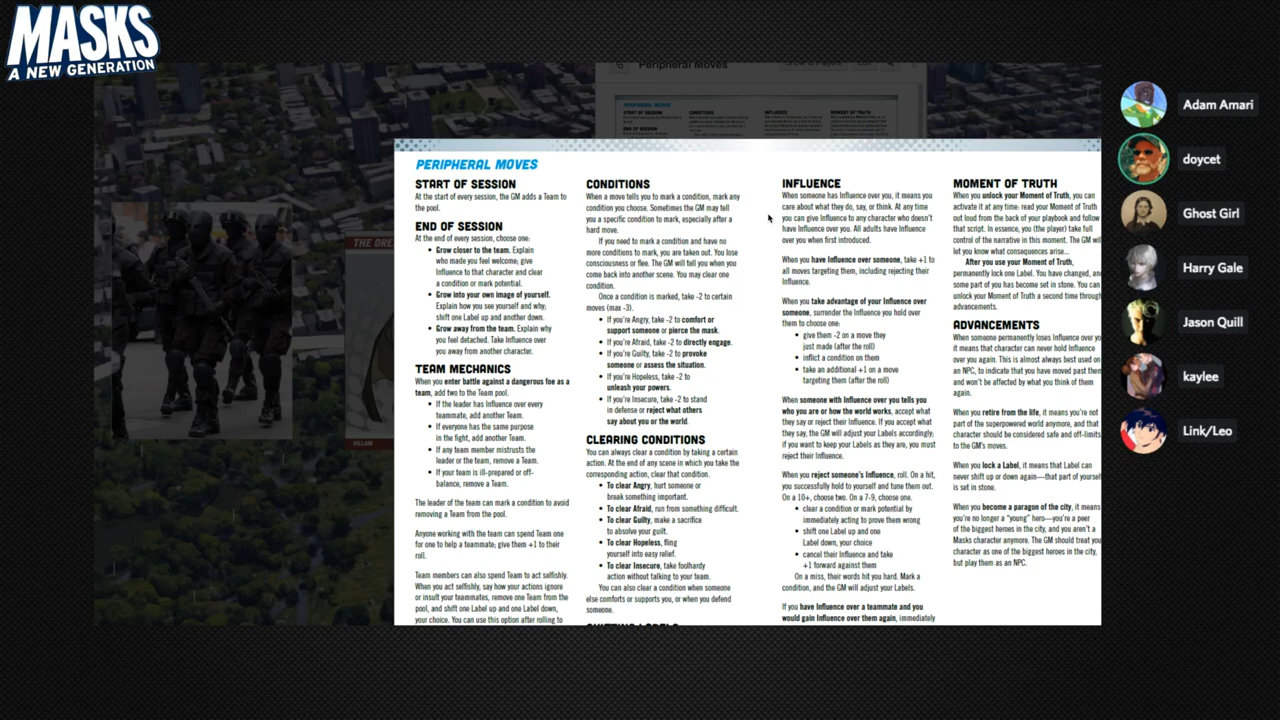 MASKS
A NEW GENERATION
Peripheral Moves
PERIPHERAL MOVES
START OF SESSION
At the start of every session, the GM adds a Team to
the pool.
END OF SESSION
At the end of every session, choose one:
• Grow closer to the team. Explain
who made you feel welcome; give
Influence to that character and clear
a condition or mark potential.
• Grow into your own image of yourself.
Explain how you see yourself and why;
shift one Label up and another down.
• Grow away from the team. Explain why
you feel detached. Take Influence
over you away from another character.
TEAM MECHANICS
When you enter battle against a dangerous foe as a
team, add two to the Team pool.
• If the leader has Influence over every
teammate, add another Team.
• If everyone has the same purpose
in the fight, add another Team.
• If any team member mistrusts the
leader or the team, remove a Team.
• If your team is ill-prepared or off-
balance, remove a Team.
The leader of the team can mark a condition to avoid
removing a Team from the pool.
Anyone working with the team can spend Team one
for one to help a teammate; give them +1 to their
roll.
Team members can also spend Team to act selfishly.
When you act selfishly, say how your actions ignore
or insult your teammates, remove one Team from the
pool, and shift one Label up and one Label down,
your choice. You can use this option after rolling to
CONDITIONS
When a move tells you to mark a condition, mark any
condition you choose. Sometimes the GM may tell
you a specific condition to mark, especially after a
hard move.
If you need to mark a condition and have no
more conditions to mark, you are taken out. You lose
consciousness or flee. The GM will tell you when you
come back into another scene. You may clear one
condition.
Once a condition is marked, take -2 to certain
moves (max -3).
• If you're Angry, take -2 to comfort or
support someone or pierce the mask.
• If you're Afraid, take -2 to directly engage.
• If you're Guilty, take -2 to provoke
someone or assess the situation.
• If you're Hopeless, take -2 to
unleash your powers.
• If you're Insecure, take -2 to stand
in defense or reject what others
say about you or the world.
CLEARING CONDITIONS
You can always clear a condition by taking a certain
action. At the end of any scene in which you take the
corresponding action, clear that condition.
• To clear Angry, hurt someone or
break something important.
• To clear Afraid, run from something difficult.
• To clear Guilty, make a sacrifice
to absolve your guilt.
• To clear Hopeless, fling
yourself into easy relief.
• To clear Insecure, take foolhardy
action without talking to your team.
You can also clear a condition when someone
else comforts or supports you, or when you defend
someone.
INFLUENCE
When someone has Influence over you, it means you
care about what they do, say, or think. At any time
you can give Influence to any character who doesn't
have Influence over you. All adults have Influence
over you when first introduced.
When you have Influence over someone, take +1 to
all moves targeting them, including rejecting their
Influence.
When you take advantage of your Influence over
someone, surrender the Influence you hold over
them to choose one:
• give them -2 on a move they
just made (after the roll)
• inflict a condition on them
• take an additional +1 on a move
targeting them (after the roll)
When someone with Influence over you tells you
who you are or how the world works, accept what
they say or reject their Influence. If you accept what
they say, the GM will adjust your Labels accordingly;
if you want to keep your Labels as they are, you must
reject their Influence.
When you reject someone's Influence, roll. On a hit,
you successfully hold to yourself and tune them out.
On a 10+, choose two. On a 7-9, choose one.
• clear a condition or mark potential by
immediately acting to prove them wrong
• shift one Label up and one
Label down, your choice
• cancel their Influence and take
+1 forward against them
On a miss, their words hit you hard. Mark a
condition, and the GM will adjust your Labels.
If you have Influence over a teammate and you
would gain Influence over them again, immediately
MOMENT OF TRUTH
When you unlock your Moment of Truth, you can
activate it at any time: read your Moment of Truth
out loud from the back of your playbook and follow
that script. In essence, you (the player) take full
control of the narrative in this moment. The GM will
let you know what consequences arise...
After you use your Moment of Truth,
permanently lock one Label. You have changed, and
some part of you has become set in stone. You can
unlock your Moment of Truth a second time through
advancements.
ADVANCEMENTS
When someone permanently loses Influence over you,
it means that character can never hold Influence
over you again. This is almost always best used on
an NPC, to indicate that you have moved past them
and won't be affected by what you think of them
again.
When you retire from the life, it means you're not
part of the superpowered world anymore, and that
character should be considered safe and off-limits
to the GM's moves.
When you lock a Label, it means that Label can
never shift up or down again—that part of yourself
is set in stone.
When you become a paragon of the city, it means
you're no longer a "young" hero—you're a peer
of the biggest heroes in the city, and you aren't a
Masks character anymore. The GM should treat your
character as one of the biggest heroes in the city,
but play them as an NPC.
THE DRE
VILLAIN
Adam Amari
doycet
Ghost Girl
Harry Gale
Jason Quill
kaylee
Link/Leo